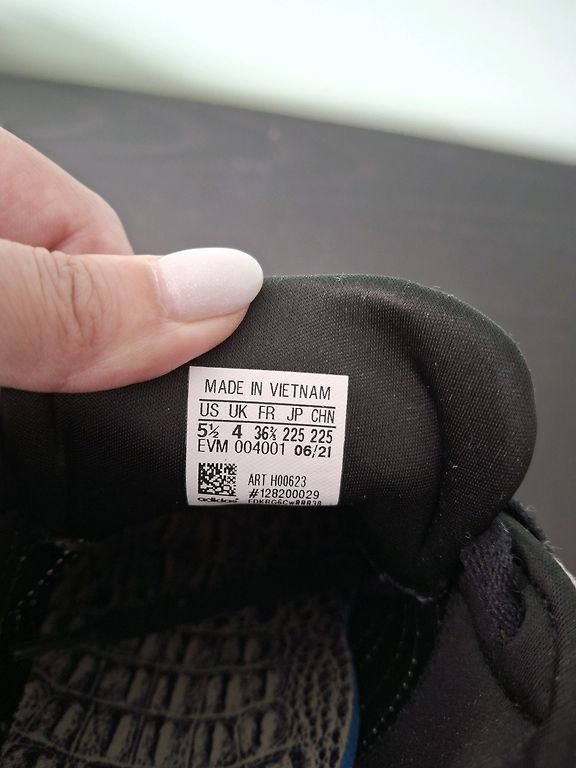 MADE IN VIETNAM
US UK FR JP CHN
5½ 4 36⅔ 225 225
EVM 004001 06/21
ART H00623
#128200029
adidas